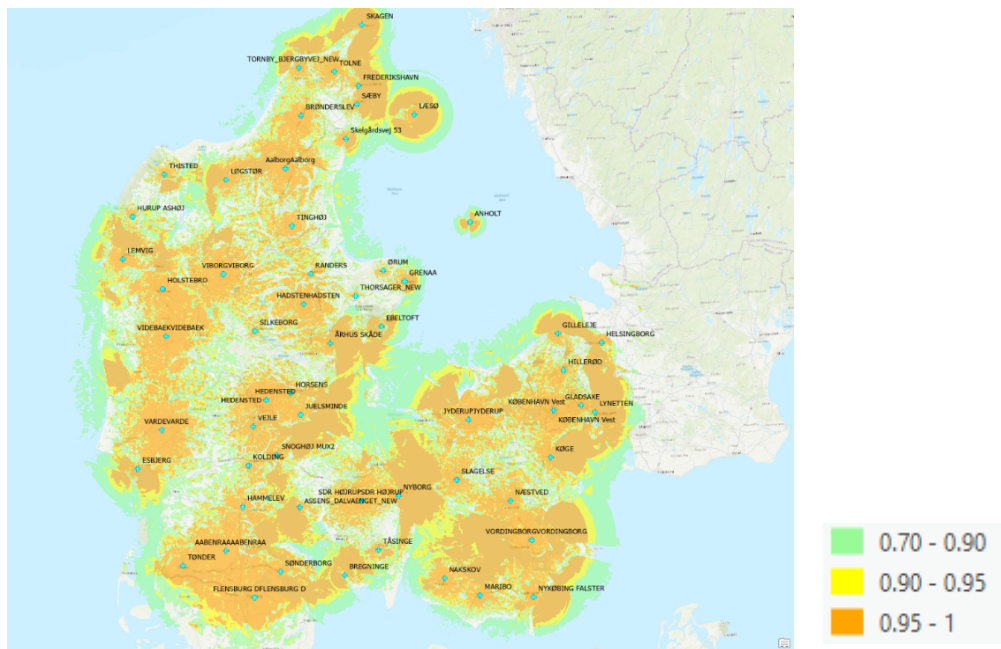 SKAGEN
TORNBY_BJERGBYVEJ_NEW
TOLNE
FREDERIKSHAVN
SÆBY
LÆSØ
BRØNDERSLEV
Skelgårdsvej 53
AalborgAalborg
THISTED
LØGSTØR
HURUP ASHØJ
TINGHØJ
ANHOLT
LEMVIG
VIBORGVIBORG
RANDERS
ØRUM
GRENAA
HOLSTEBRO
THORSAGER_NEW
HADSTENHADSTEN
EBELTOFT
VIDEBAEKVIDEBAEK
SILKEBORG
ÅRHUS SKÅDE
GILLELEJE
HELSINGBORG
HILLERØD
HORSENS
HEDENSTED
HEDENSTED
JUELSMINDE
KØBENHAVN Vest
GLADSAXE
LYNETTEN
JYDERUPJYDERUP
KØBENHAVN Vest
VARDEVARDE
VEJLE
SNOGHØJ MUX2
KØGE
ESBJERG
KOLDING
SLAGELSE
NYBORG
SDR HØJRUPSDR HØJRUP
NÆSTVED
HAMMELEV
ASSENS_DALVAENGET_NEW
VORDINGBORGVORDINGBORG
AABENRAAAABENRAA
TÅSINGE
TØNDER
SØNDERBORG
BREGNINGE
NAKSKOV
FLENSBURG DFLENSBURG D
MARIBO
NYKØBING FALSTER
0.70 - 0.90
0.90 - 0.95
0.95 - 1